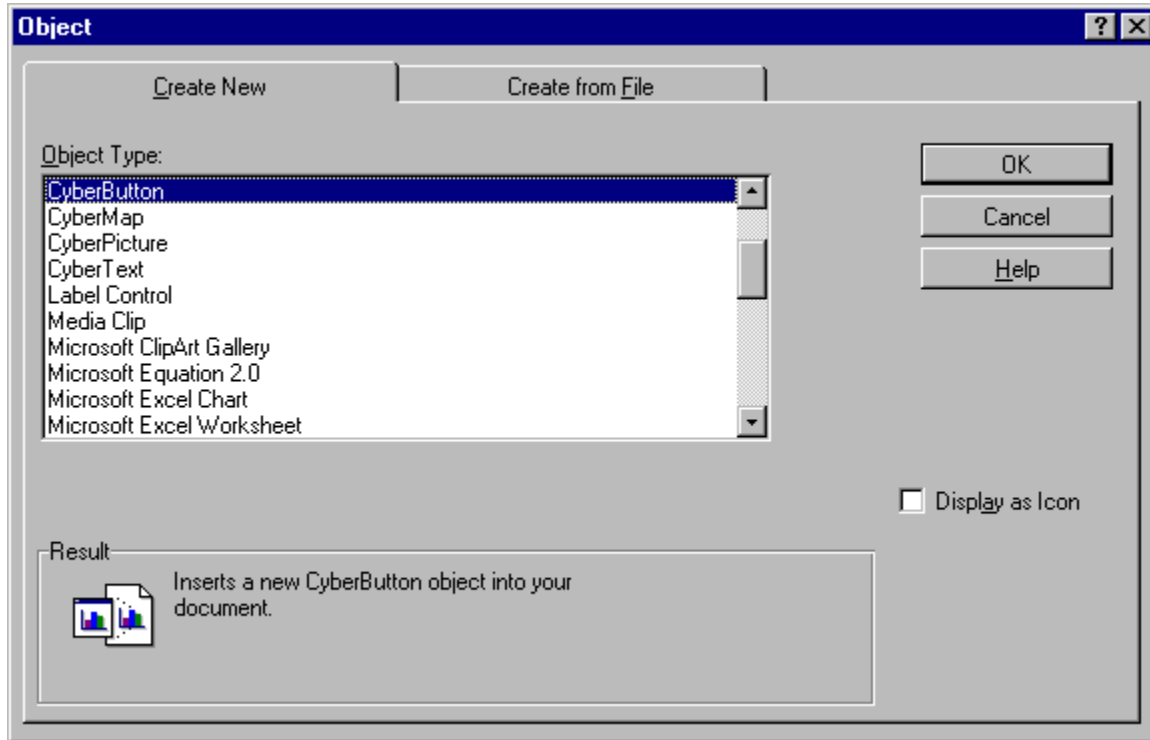 Object
Create New
Create from File
Object Type:
CyberButton
CyberMap
CyberPicture
CyberText
Label Control
Media Clip
Microsoft ClipArt Gallery
Microsoft Equation 2.0
Microsoft Excel Chart
Microsoft Excel Worksheet
OK
Cancel
Help
Display as Icon
Result
Inserts a new CyberButton object into your
document.